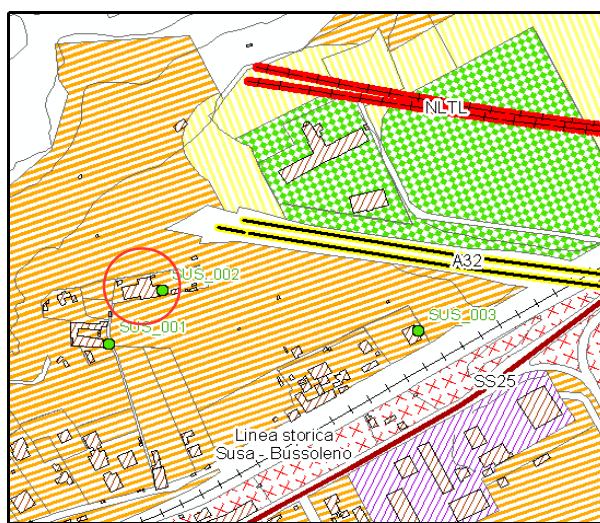 NLTL
A32
SUS_002
SUS_001
SUS_003
SS25
Linea storica
Susa - Bussoleno